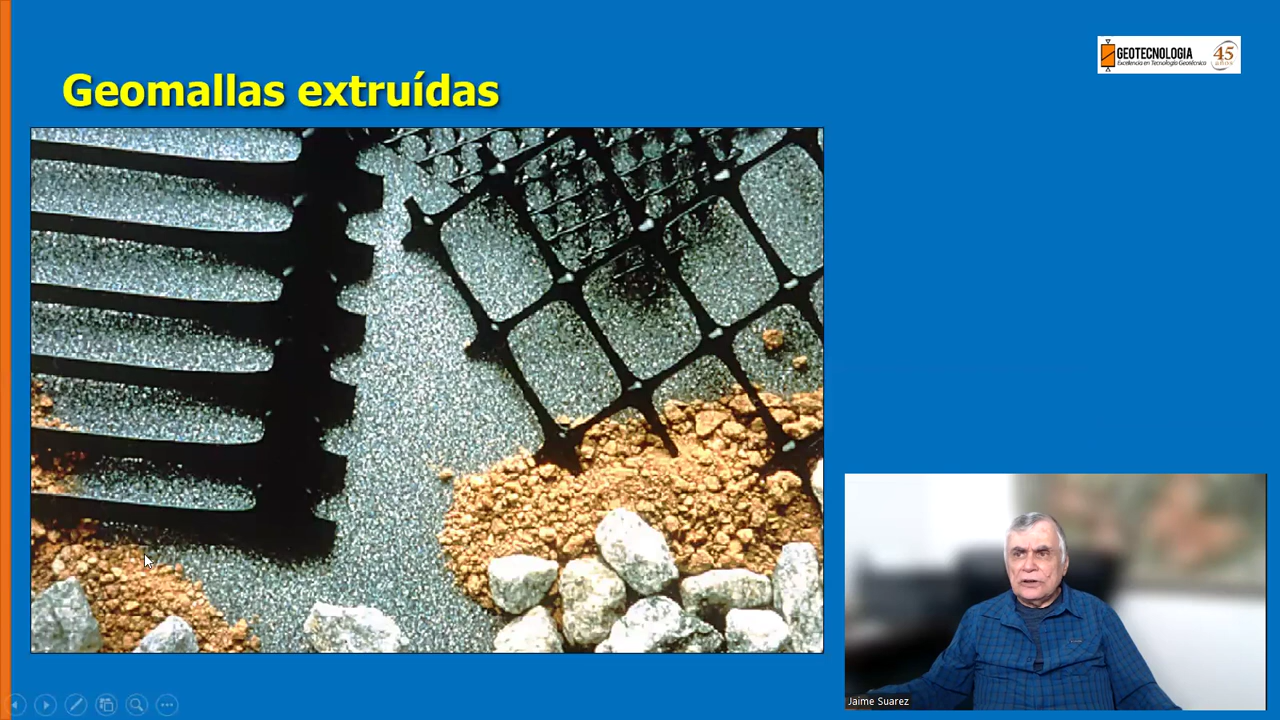 GEOTECNOLOGIA
Excelencia en Tecnología Geotécnica
45
años
Geomallas extruídas
Jaime Suarez